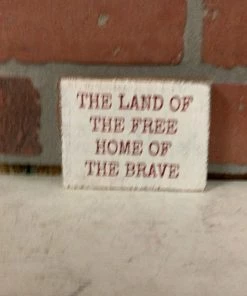 THE LAND OF
THE FREE
HOME OF
THE BRAVE